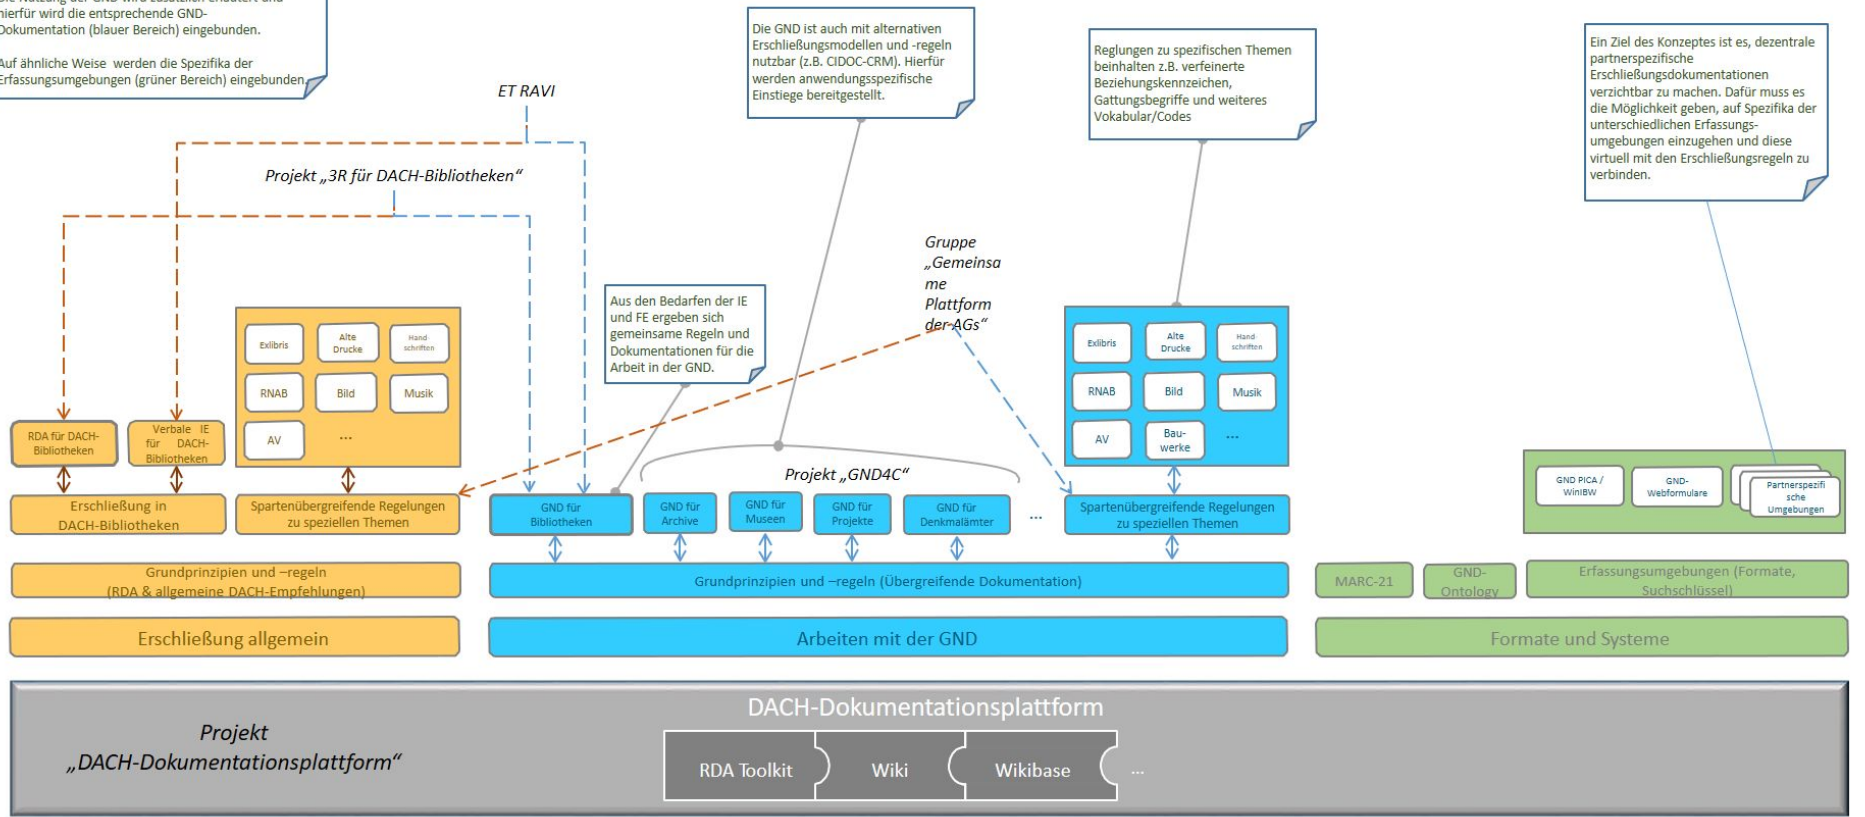 hierfür wird die entsprechende GND-
Dokumentation (blauer Bereich) eingebunden.
Auf ähnliche Weise werden die Spezifika der
Erfassungsumgebungen (grüner Bereich) eingebunden.
ET RAVI
Projekt „3R für DACH-Bibliotheken“
Die GND ist auch mit alternativen
Erschließungsmodellen und -regeln
nutzbar (z.B. CIDOC-CRM). Hierfür
werden anwendungsspezifische
Einstiege bereitgestellt.
Reglungen zu spezifischen Themen
beinhalten z.B. verfeinerte
Beziehungskennzeichen,
Gattungsbegriffe und weiteres
Vokabular/Codes
Ein Ziel des Konzeptes ist es, dezentrale
partnerspezifische
Erschließungsdokumentationen
verzichtbar zu machen. Dafür muss es
die Möglichkeit geben, auf Spezifika der
unterschiedlichen Erfassungs-
umgebungen einzugehen und diese
virtuell mit den Erschließungsregeln zu
verbinden.
Gruppe
„Gemeinsa
me
Plattform
der AGs“
Aus den Bedarfen der IE
und FE ergeben sich
gemeinsame Regeln und
Dokumentationen für die
Arbeit in der GND.
Exlibris
Alte
Drucke
Hand-
schriften
RNAB
Bild
Musik
AV
...
Exlibris
Alte
Drucke
Hand-
schriften
RNAB
Bild
Musik
AV
Bau-
werke
...
RDA für DACH-
Bibliotheken
Verbale IE
für DACH-
Bibliotheken
Projekt „GND4C“
Erschließung in
DACH-Bibliotheken
Spartenübergreifende Regelungen
zu speziellen Themen
GND für
Bibliotheken
GND für
Archive
GND für
Museen
GND für
Projekte
GND für
Denkmalämter
...
Spartenübergreifende Regelungen
zu speziellen Themen
GND PICA /
WinIBW
GND-
Webformulare
Partnerspezifi
sche
Umgebungen
Grundprinzipien und –regeln
(RDA & allgemeine DACH-Empfehlungen)
Grundprinzipien und –regeln (Übergreifende Dokumentation)
MARC-21
GND-
Ontology
Erfassungsumgebungen (Formate,
Suchschlüssel)
Erschließung allgemein
Arbeiten mit der GND
Formate und Systeme
DACH-Dokumentationsplattform
Projekt
„DACH-Dokumentationsplattform“
RDA Toolkit
Wiki
Wikibase
...